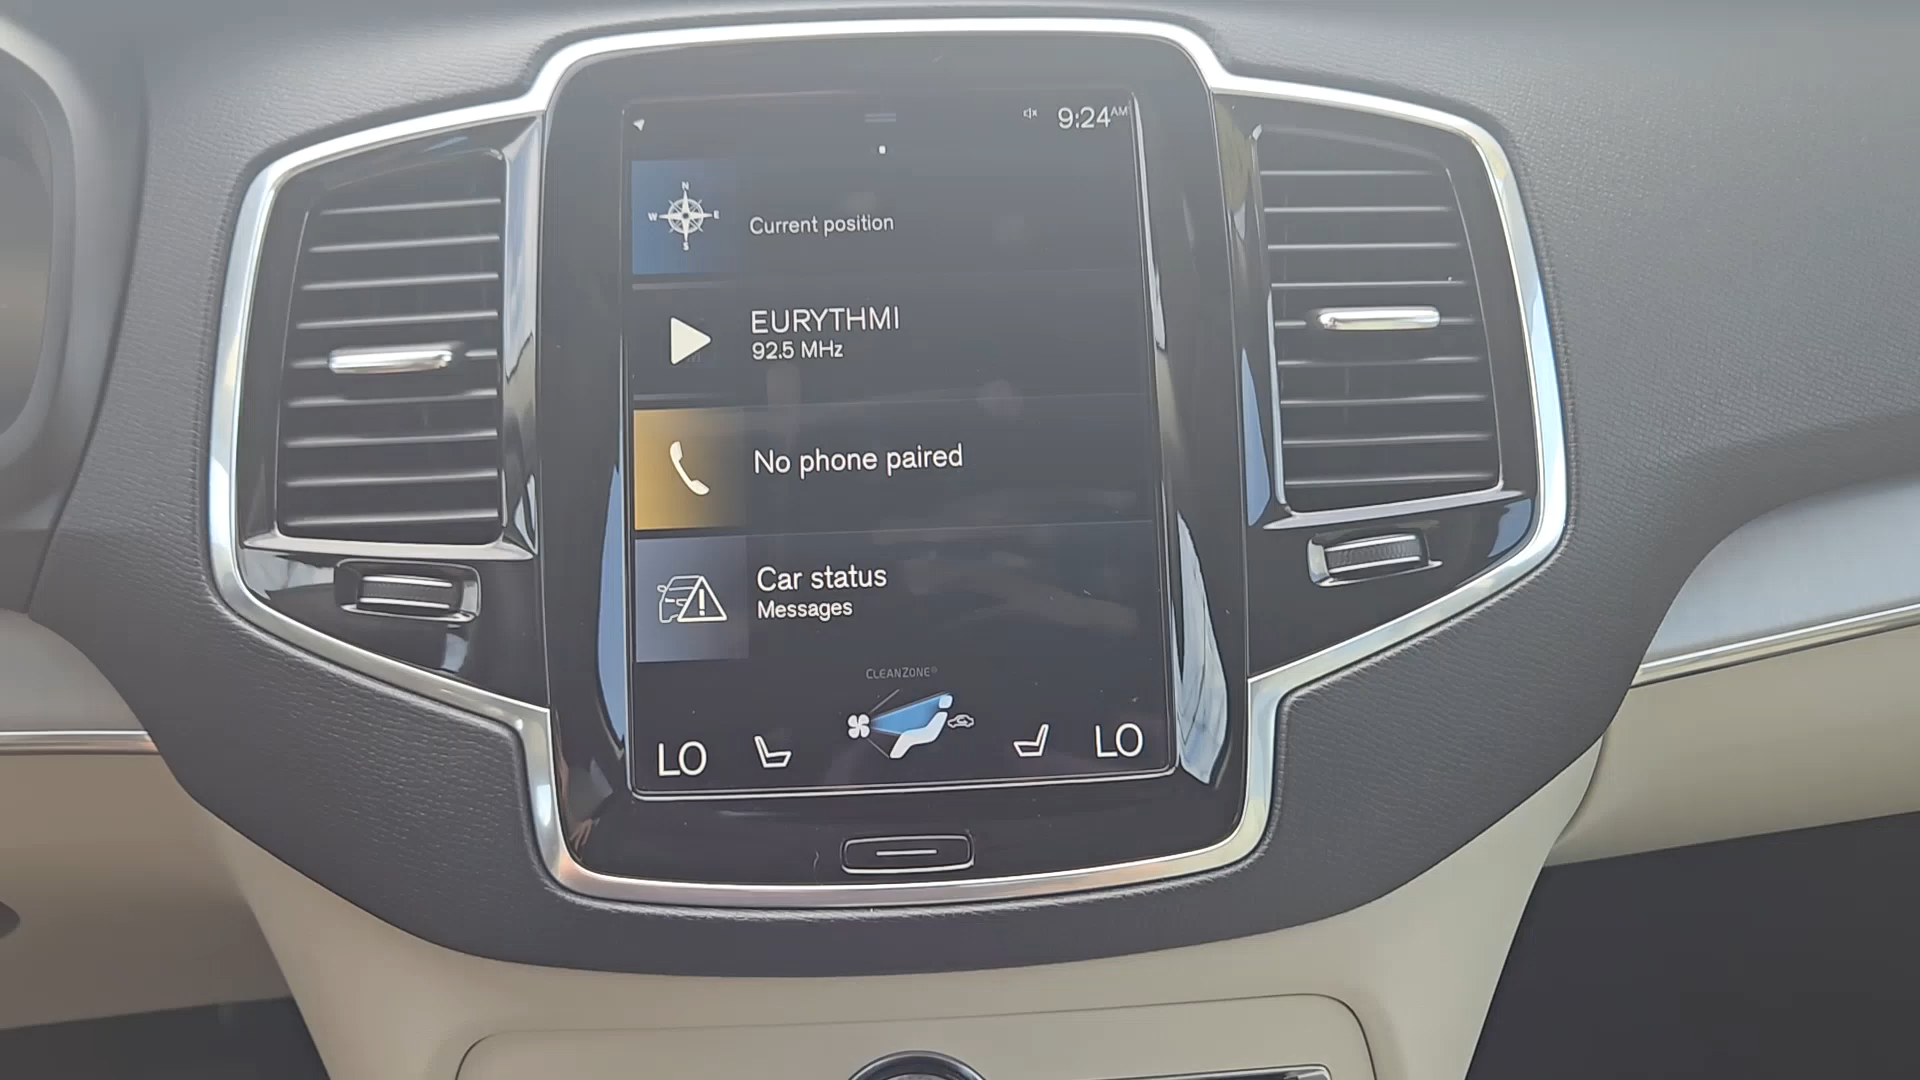 9:24AM
N
W E
S
Current position
EURYTHMI
92.5 MHz
No phone paired
Car status
Messages
CLEANZONE®
LO LO